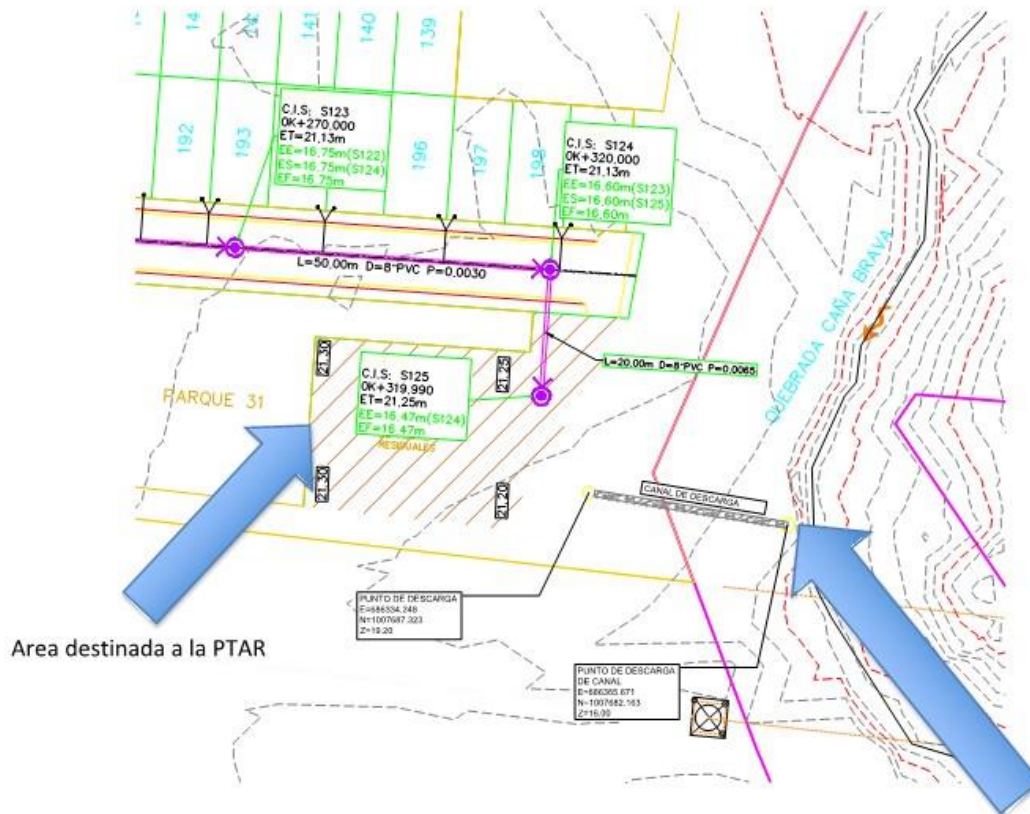 141
140
139
192
193
196
197
198
C.I.S: S123
0K+270,000
ET=21,13m
EE=16,75m(S122)
ES=16,75m(S124)
EF=16,75m
C.I.S: S124
0K+320,000
ET=21,13m
EE=16,60m(S123)
ES=16,60m(S125)
EF=16,60m
L=50,00m D=8"PVC P=0,0030
L=20,00m D=8"PVC P=0,0065
QUEBRADA CAÑA BRAVA
21,30
21,25
C.I.S: S125
0K+319,990
ET=21,25m
EE=16,47m(S124)
EF=16,47m
PARQUE 31
RESIDUALES
21,30
21,20
CANAL DE DESCARGA
PUNTO DE DESCARGA
E=686334.248
N=1007687.323
Z=19.20
Area destinada a la PTAR
PUNTO DE DESCARGA
DE CANAL
E=686365.671
N=1007682.163
Z=16.00